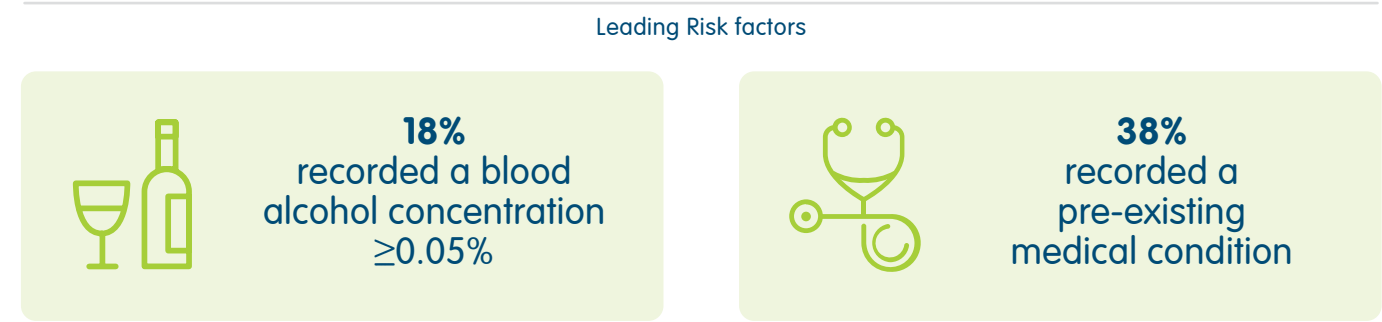 Leading Risk factors
18%
recorded a blood
alcohol concentration
≥0.05%
38%
recorded a
pre-existing
medical condition